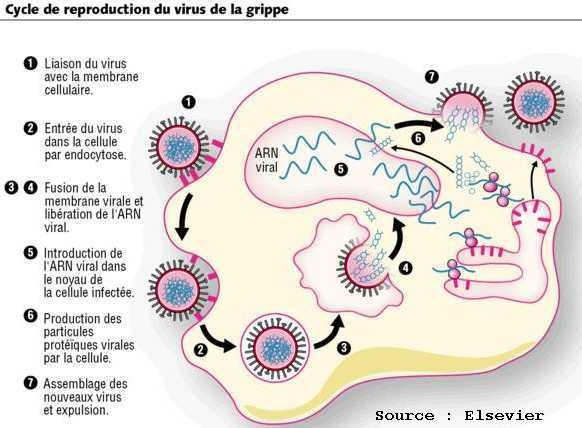 Cycle de reproduction du virus de la grippe
1 Liaison du virus
avec la membrane
cellulaire.
2 Entrée du virus
dans la cellule
par endocytose.
3 4 Fusion de la
membrane virale et
libération de l'ARN
viral.
5 Introduction de
l'ARN viral dans
le noyau de
la cellule infectée.
6 Production des
particules
protéïques virales
par la cellule.
7 Assemblage des
nouveaux virus
et expulsion.
1
7
6
ARN
viral
5
4
2
3
Source : Elsevier